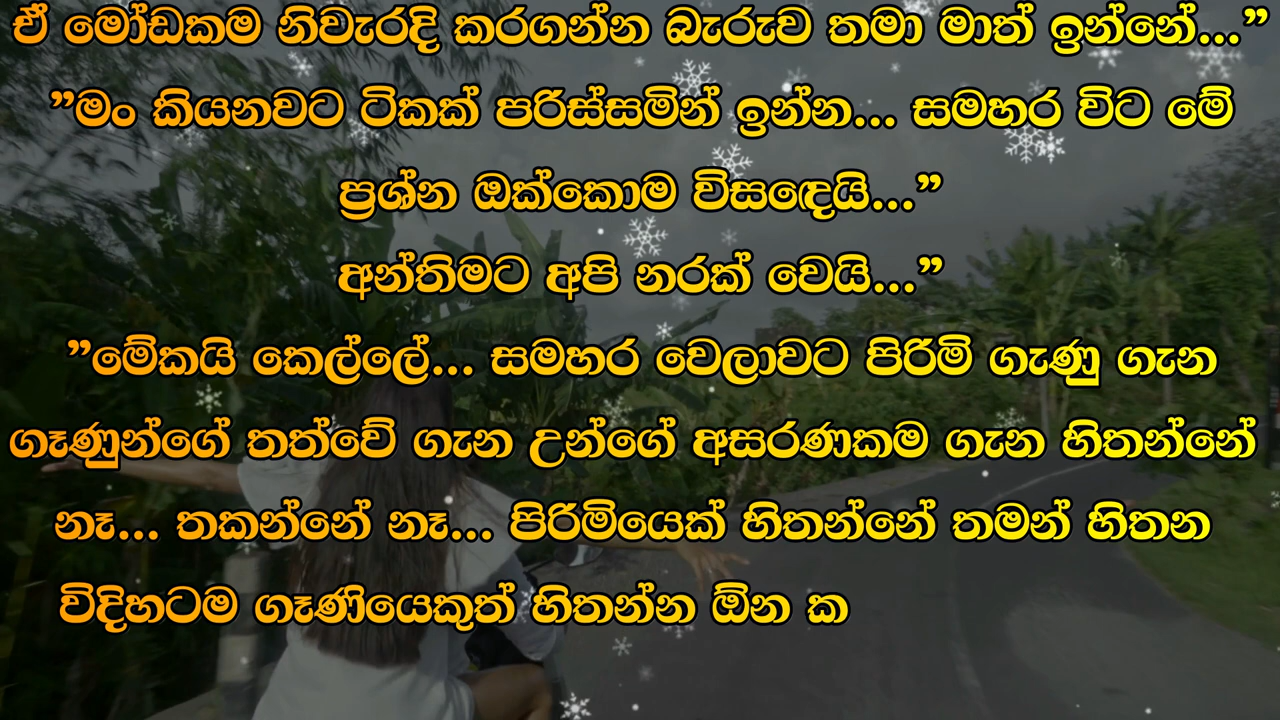 ඒ මෝඩකම නිවැරදි කරගන්න බැරුව තමා මාත් ඉන්නේ...”
”මං කියනවට ටිකක් පරිස්සමින් ඉන්න... සමහර විට මේ
ප්‍රශ්න ඔක්කොම විසඳෙයි...”
අන්තිමට අපි නරක් වෙයි...”
”මේකයි කෙල්ලේ... සමහර වෙලාවට පිරිමි ගැණු ගැන
ගෑණුන්ගේ තත්වේ ගැන උන්ගේ අසරණකම ගැන හිතන්නේ
නෑ... තකන්නේ නෑ... පිරිමියෙක් හිතන්නේ තමන් හිතන
විදිහටම ගෑණියෙකුත් හිතන්න ඕන ක